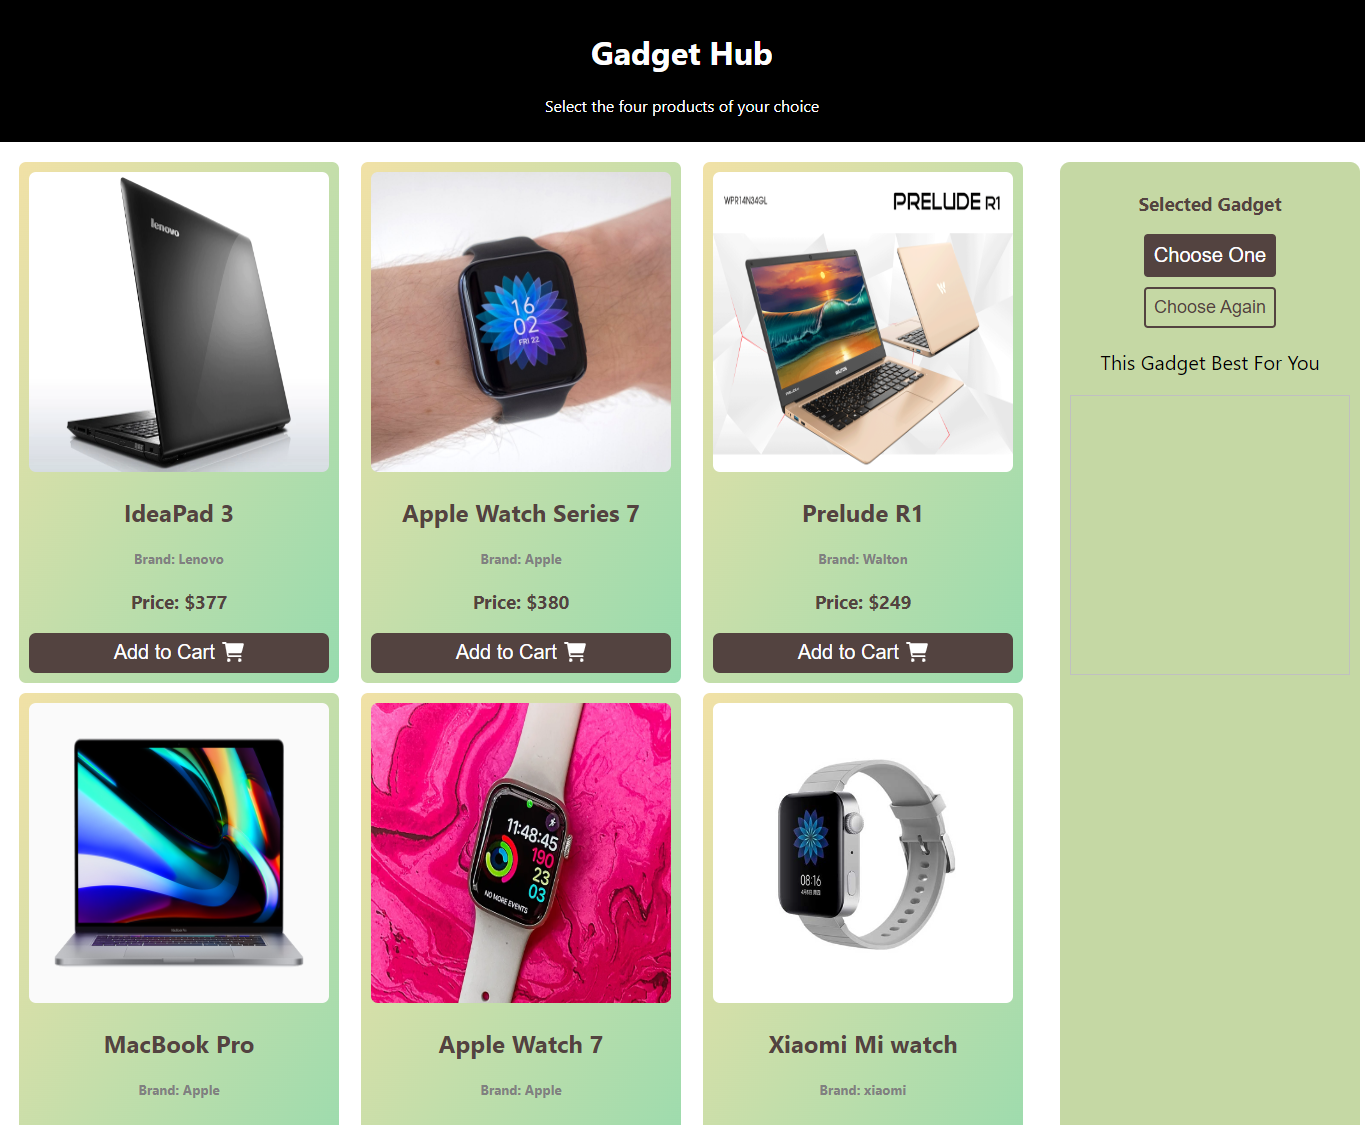 Gadget Hub
Select the four products of your choice
lenovo
IdeaPad 3
Brand: Lenovo
Price: $377
Add to Cart
16
02
FRI 22
Apple Watch Series 7
Brand: Apple
Price: $380
Add to Cart
WPR14N34GL
PRELUDE R1
WALTON
Prelude R1
Brand: Walton
Price: $249
Add to Cart
Selected Gadget
Choose One
Choose Again
This Gadget Best For You
MacBook Pro
Brand: Apple
11:48:45
190
23
03
NO MORE EVENTS
Apple Watch 7
Brand: Apple
08:16
Xiaomi Mi watch
Brand: xiaomi